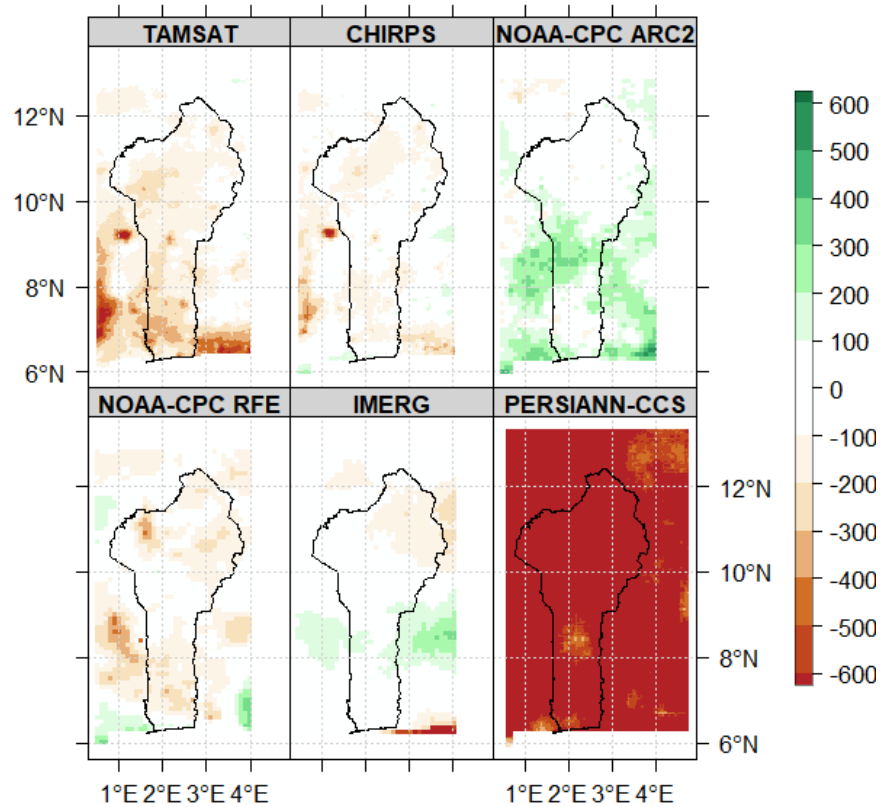 TAMSAT CHIRPS NOAA-CPC ARC2
12°N
10°N
8°N
6°N
600
500
400
300
200
100
0
-100
-200
-300
-400
-500
-600
NOAA-CPC RFE IMERG PERSIANN-CCS
12°N
10°N
8°N
6°N
1°E 2°E 3°E 4°E 1°E 2°E 3°E 4°E